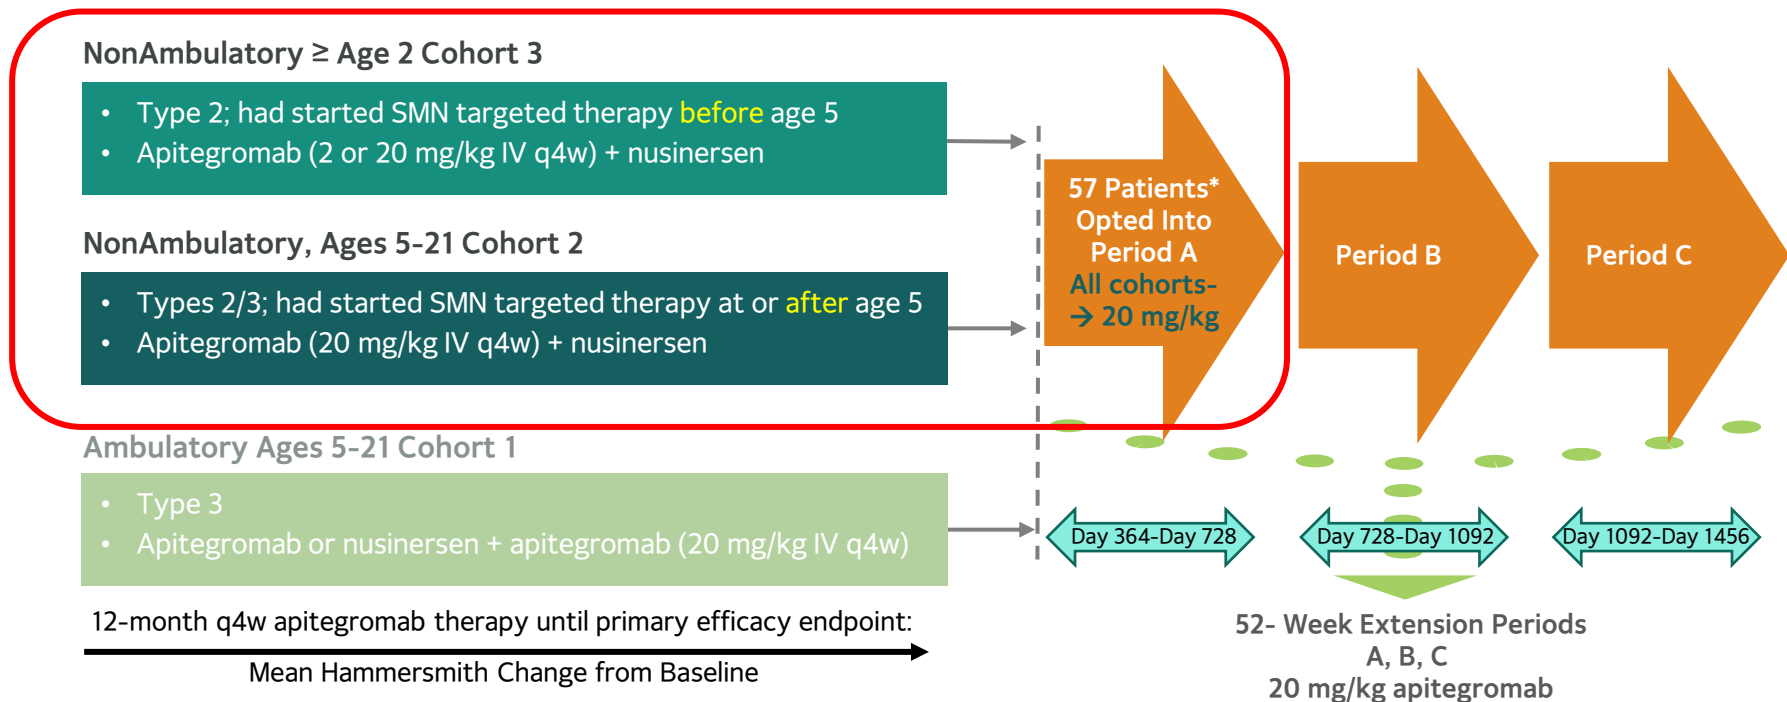 NonAmbulatory ≥ Age 2 Cohort 3
• Type 2; had started SMN targeted therapy before age 5
• Apitegromab (2 or 20 mg/kg IV q4w) + nusinersen
NonAmbulatory, Ages 5-21 Cohort 2
• Types 2/3; had started SMN targeted therapy at or after age 5
• Apitegromab (20 mg/kg IV q4w) + nusinersen
Ambulatory Ages 5-21 Cohort 1
• Type 3
• Apitegromab or nusinersen + apitegromab (20 mg/kg IV q4w)
12-month q4w apitegromab therapy until primary efficacy endpoint:
Mean Hammersmith Change from Baseline
57 Patients*
Opted Into
Period A
All cohorts-
→ 20 mg/kg
Period B
Period C
Day 364-Day 728
Day 728-Day 1092
Day 1092-Day 1456
52- Week Extension Periods
A, B, C
20 mg/kg apitegromab